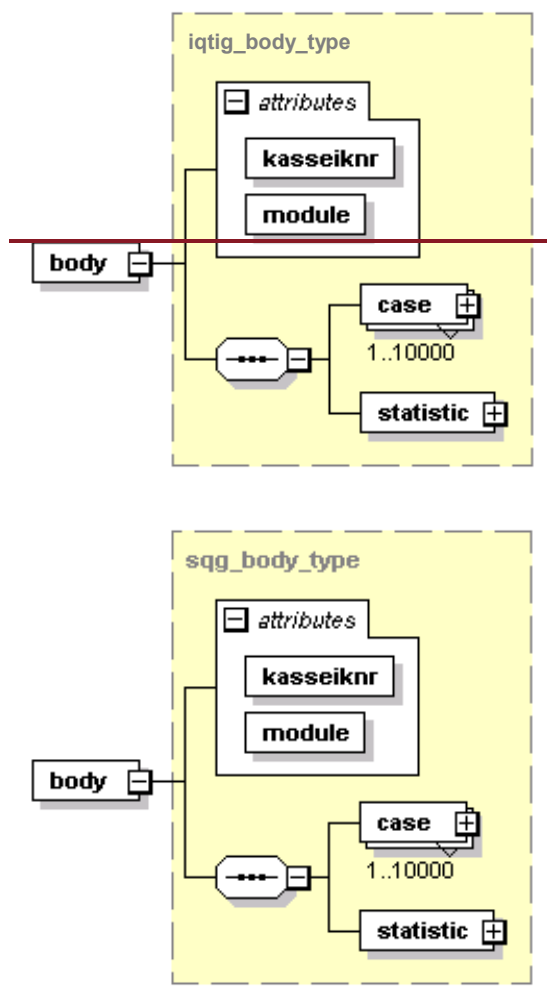 iqtig_body_type
attributes
kasseiknr
module
body
case
1..10000
statistic
sqg_body_type
attributes
kasseiknr
module
body
case
1..10000
statistic